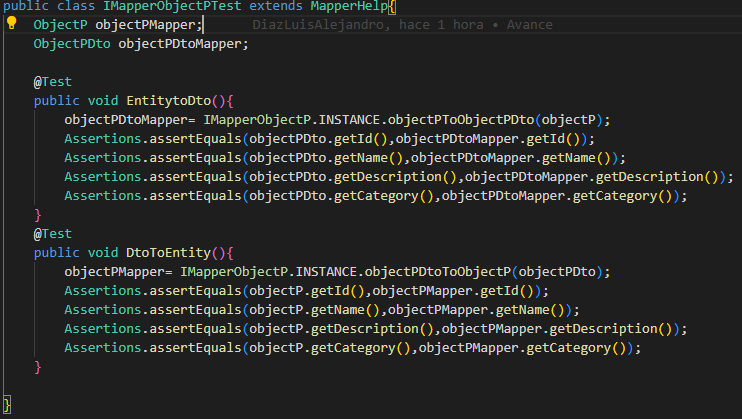 public class IMapperObjectPTest extends MapperHelp{
ObjectP objectPMapper; DiazLuisAlejandro, hace 1 hora • Avance
ObjectPDto objectPDtoMapper;
@Test
public void EntitytoDto(){
objectPDtoMapper= IMapperObjectP.INSTANCE.objectPToObjectPDto(objectP);
Assertions.assertEquals(objectPDto.getId(),objectPDtoMapper.getId());
Assertions.assertEquals(objectPDto.getName(),objectPDtoMapper.getName());
Assertions.assertEquals(objectPDto.getDescription(),objectPDtoMapper.getDescription());
Assertions.assertEquals(objectPDto.getCategory(),objectPDtoMapper.getCategory());
}
@Test
public void DtoToEntity(){
objectPMapper= IMapperObjectP.INSTANCE.objectPDtoToObjectP(objectPDto);
Assertions.assertEquals(objectP.getId(),objectPMapper.getId());
Assertions.assertEquals(objectP.getName(),objectPMapper.getName());
Assertions.assertEquals(objectP.getDescription(),objectPMapper.getDescription());
Assertions.assertEquals(objectP.getCategory(),objectPMapper.getCategory());
}
}